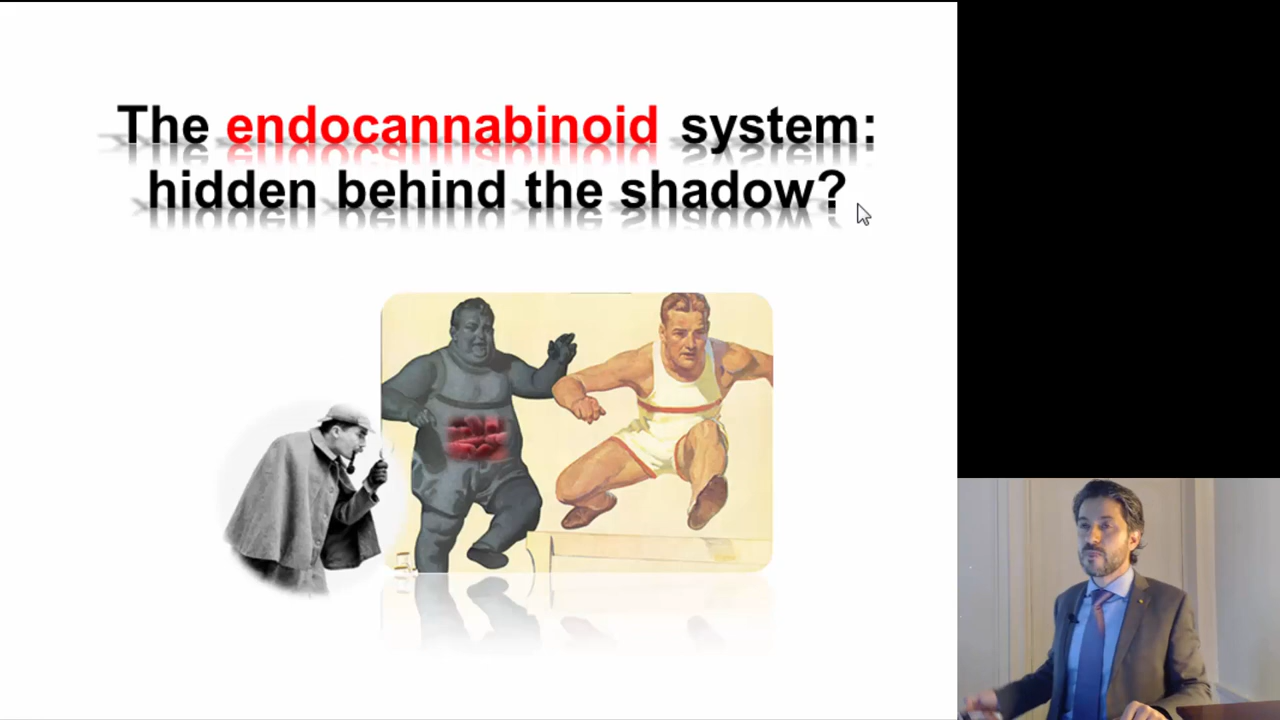 The endocannabinoid system:
hidden behind the shadow?